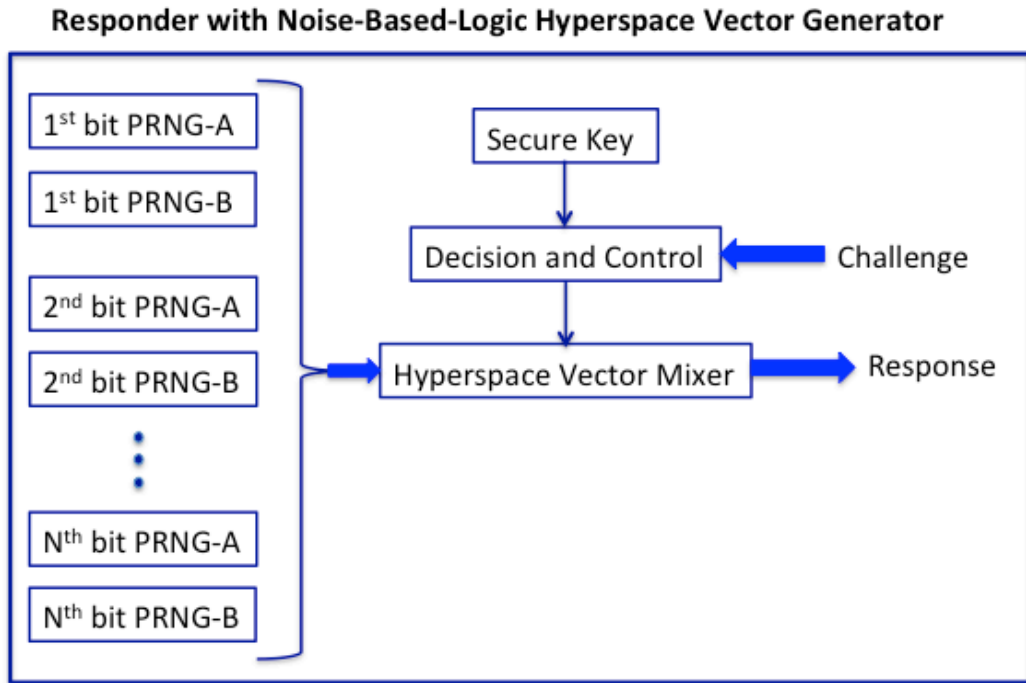 Responder with Noise-Based-Logic Hyperspace Vector Generator
1st bit PRNG-A
1st bit PRNG-B
2nd bit PRNG-A
2nd bit PRNG-B
Nth bit PRNG-A
Nth bit PRNG-B
Secure Key
Decision and Control
Challenge
Hyperspace Vector Mixer
Response